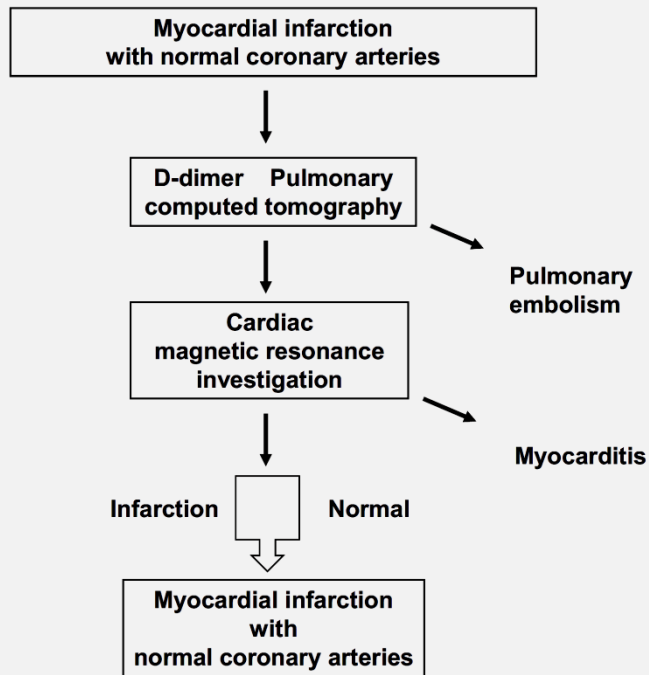 Myocardial infarction
with normal coronary arteries
D-dimer Pulmonary
computed tomography
Pulmonary
embolism
Cardiac
magnetic resonance
investigation
Myocarditis
Infarction Normal
Myocardial infarction
with
normal coronary arteries